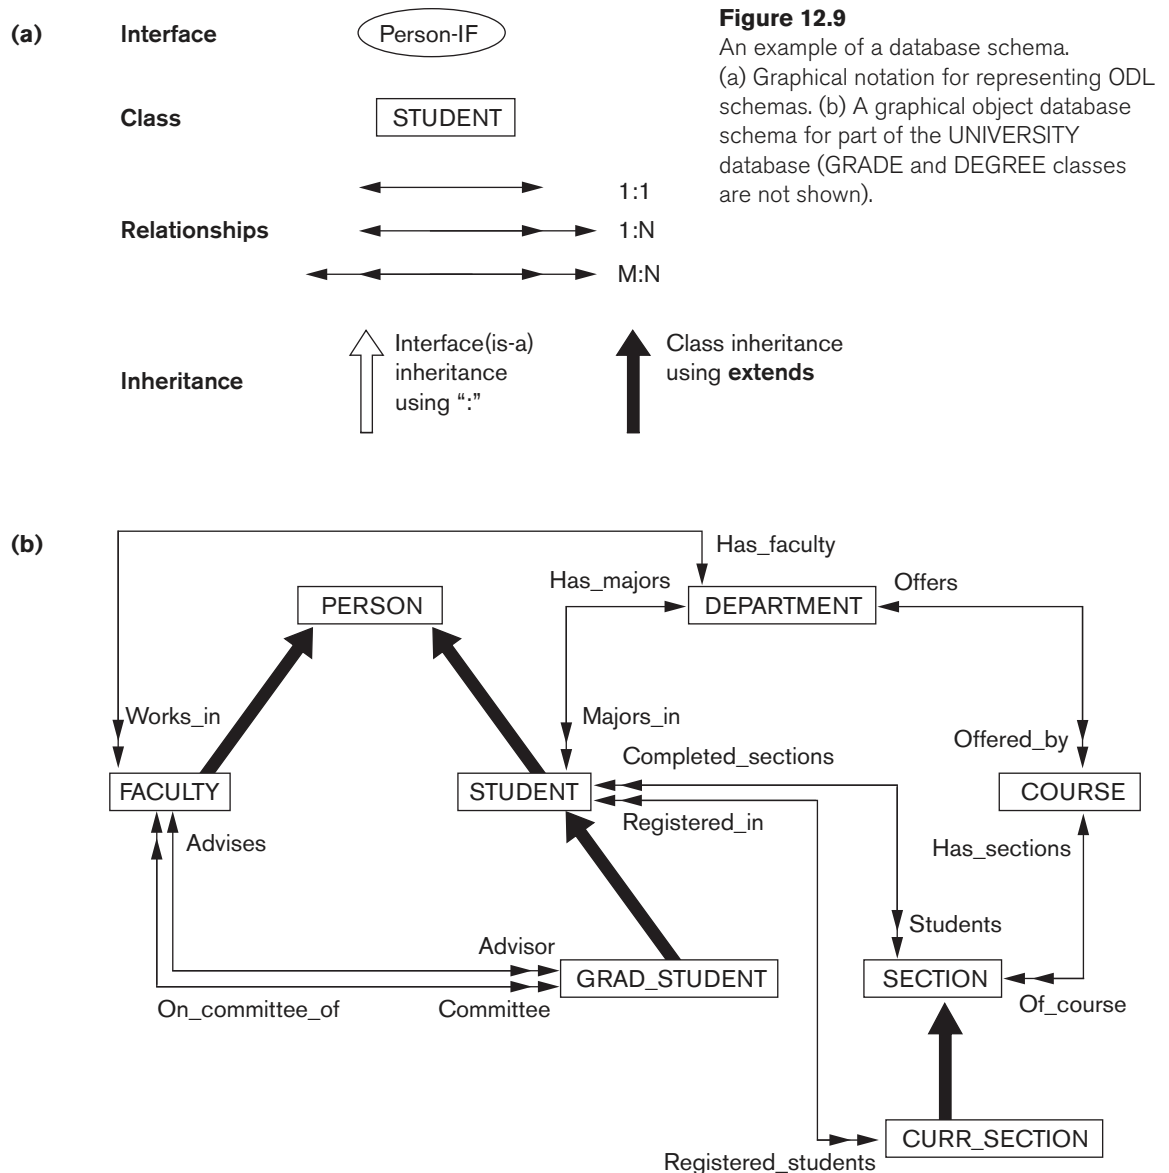 (a)
Interface
Person-IF
Class
STUDENT
Relationships
1:1
1:N
M:N
Inheritance
Interface(is-a)
inheritance
using “:”
Class inheritance
using extends
Figure 12.9
An example of a database schema.
(a) Graphical notation for representing ODL
schemas. (b) A graphical object database
schema for part of the UNIVERSITY
database (GRADE and DEGREE classes
are not shown).
(b)
Has_faculty
Has_majors
Offers
PERSON
DEPARTMENT
Works_in
Majors_in
Offered_by
Completed_sections
FACULTY
STUDENT
COURSE
Registered_in
Advises
Has_sections
Students
Advisor
GRAD_STUDENT
SECTION
On_committee_of
Committee
Of_course
CURR_SECTION
Registered_students